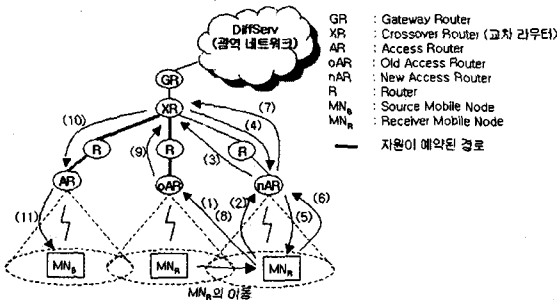 DiffServ
(광역 네트워크)
GR
XR
R
R
R
AR
oAR
nAR
(1)
(2)
(3)
(4)
(5)
(6)
(7)
(8)
(9)
(10)
(11)
MNS
MNR
MNR
MNR의 이동
GR : Gateway Router
XR : Crossover Router (교차 라우터)
AR : Access Router
oAR : Old Access Router
nAR : New Access Router
R : Router
MNS : Source Mobile Node
MNR : Receiver Mobile Node
자원이 예약된 경로